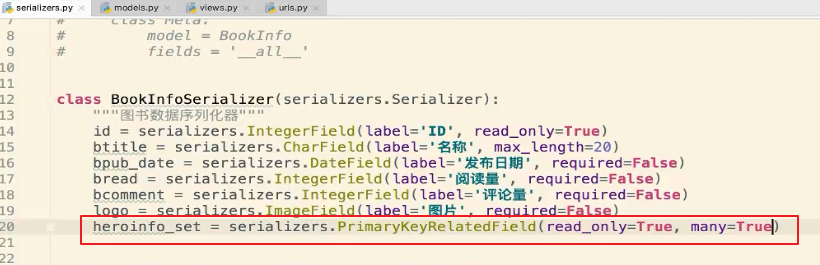 serializers.py models.py views.py urls.py
7 # class Meta:
8 # model = BookInfo
9 # fields = '__all__'
10
11
12 class BookInfoSerializer(serializers.Serializer):
13 """图书数据序列化器"""
14 id = serializers.IntegerField(label='ID', read_only=True)
15 btitle = serializers.CharField(label='名称', max_length=20)
16 bpub_date = serializers.DateField(label='发布日期', required=False)
17 bread = serializers.IntegerField(label='阅读量', required=False)
18 bcomment = serializers.IntegerField(label='评论量', required=False)
19 logo = serializers.ImageField(label='图片', required=False)
20 heroinfo_set = serializers.PrimaryKeyRelatedField(read_only=True, many=True)
21
22